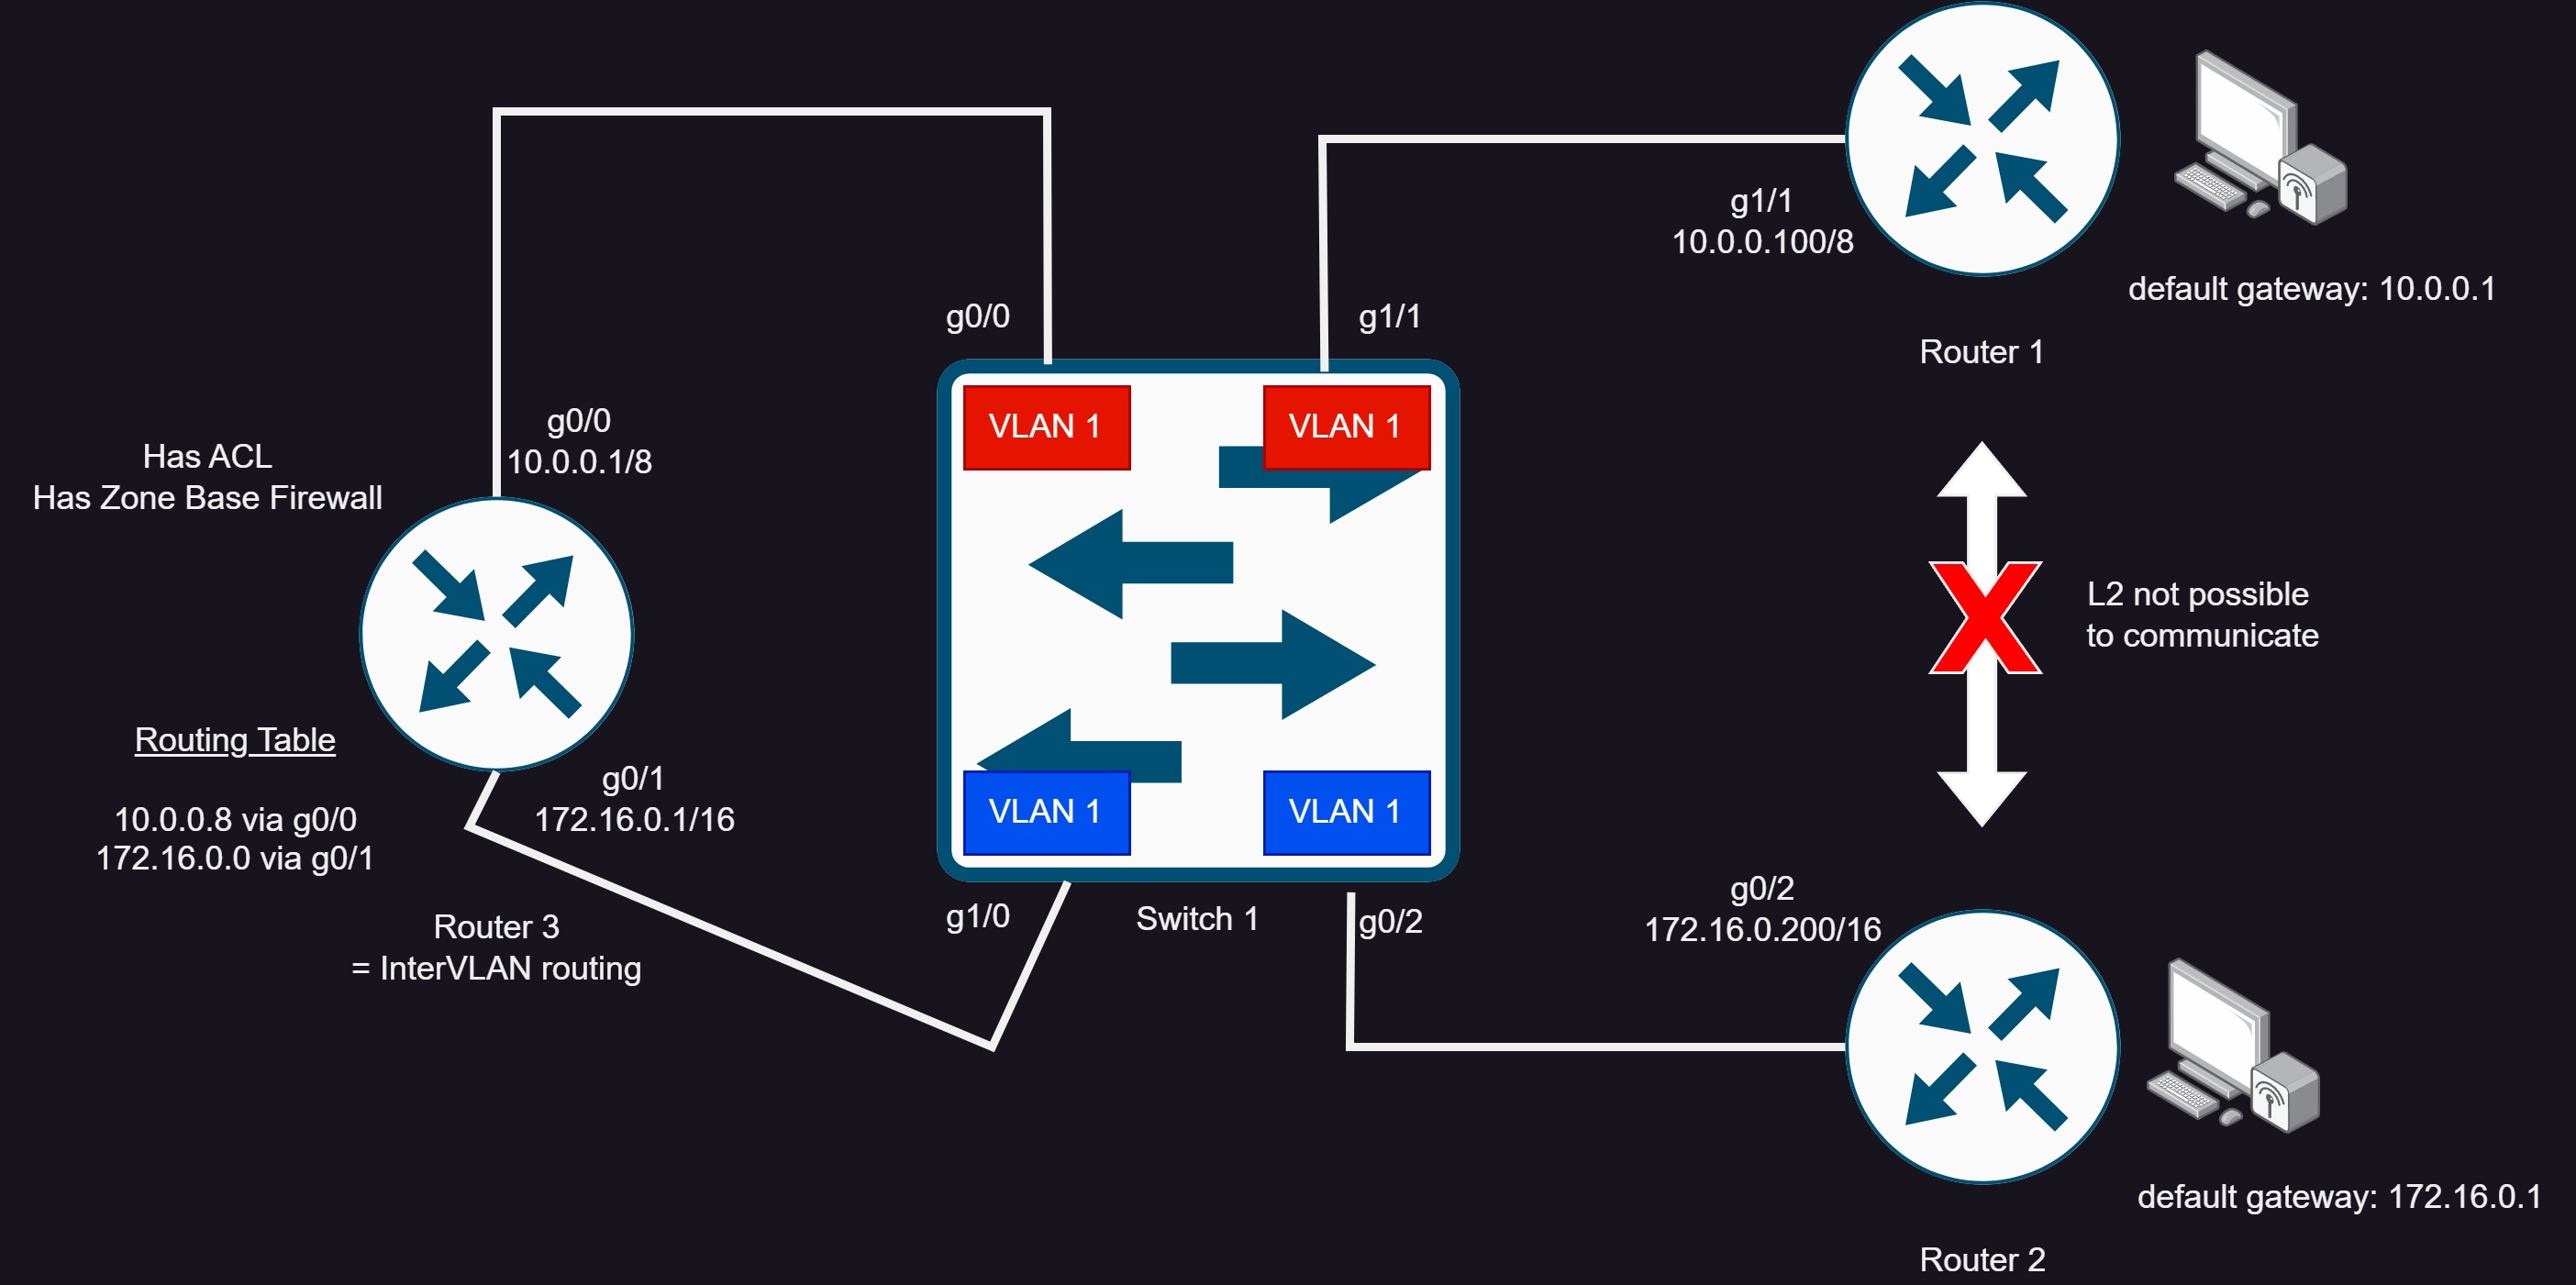 g1/1
10.0.0.100/8
default gateway: 10.0.0.1
Router 1
g0/0
g1/1
Has ACL
Has Zone Base Firewall
g0/0
10.0.0.1/8
VLAN 1
VLAN 1
L2 not possible
to communicate
Routing Table
10.0.0.8 via g0/0
172.16.0.0 via g0/1
g0/1
172.16.0.1/16
Router 3
= InterVLAN routing
VLAN 1
VLAN 1
g1/0
Switch 1
g0/2
g0/2
172.16.0.200/16
default gateway: 172.16.0.1
Router 2